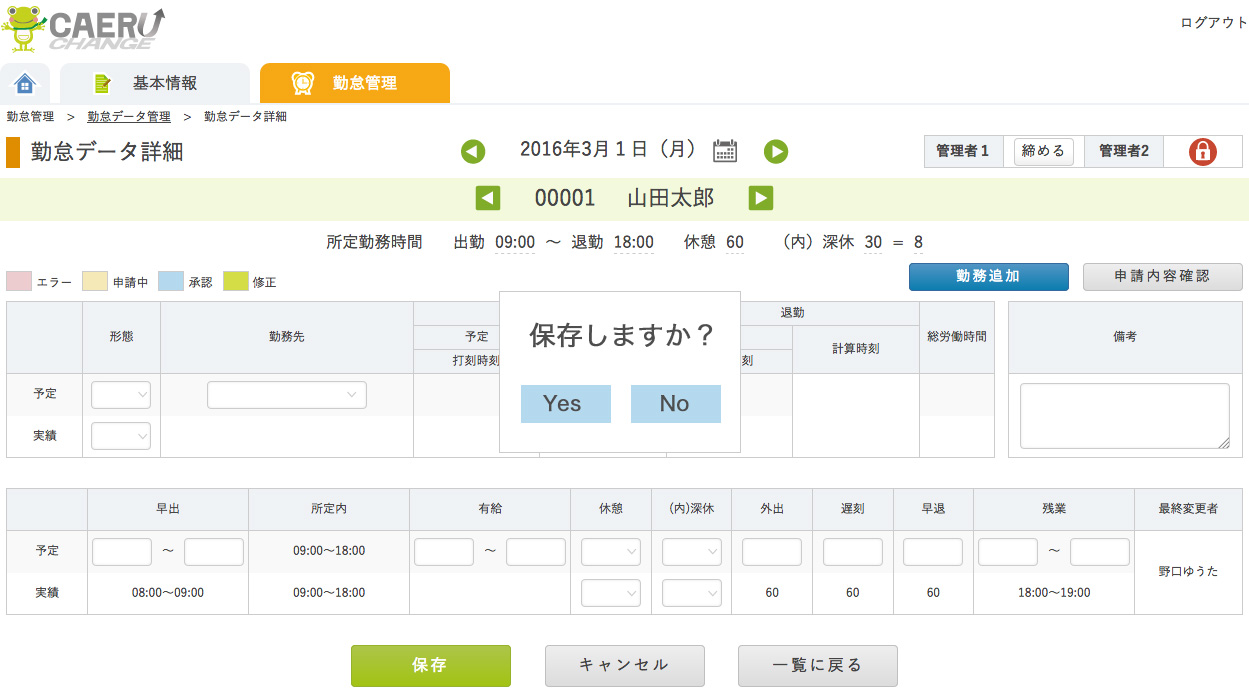 CAERU
CHANGE
ログアウト
基本情報
勤怠管理
勤怠管理 > 勤怠データ管理 > 勤怠データ詳細
勤怠データ詳細
2016年3月1日（月）
管理者1 締める 管理者2
00001 山田太郎
所定勤務時間 出勤 09:00 〜 退勤 18:00 休憩 60 （内）深休 30 = 8
エラー 申請中 承認 修正
勤務追加 申請内容確認
形態 勤務先 退勤 総労働時間 備考
予定 計算時刻
打刻時刻 刻
保存しますか？
Yes No
予定
実績
早出 所定内 有給 休憩 (内)深休 外出 遅刻 早退 残業 最終変更者
予定 〜 09:00〜18:00 〜 〜
野口ゆうた
実績 08:00〜09:00 09:00〜18:00 60 60 60 18:00〜19:00
保存 キャンセル 一覧に戻る